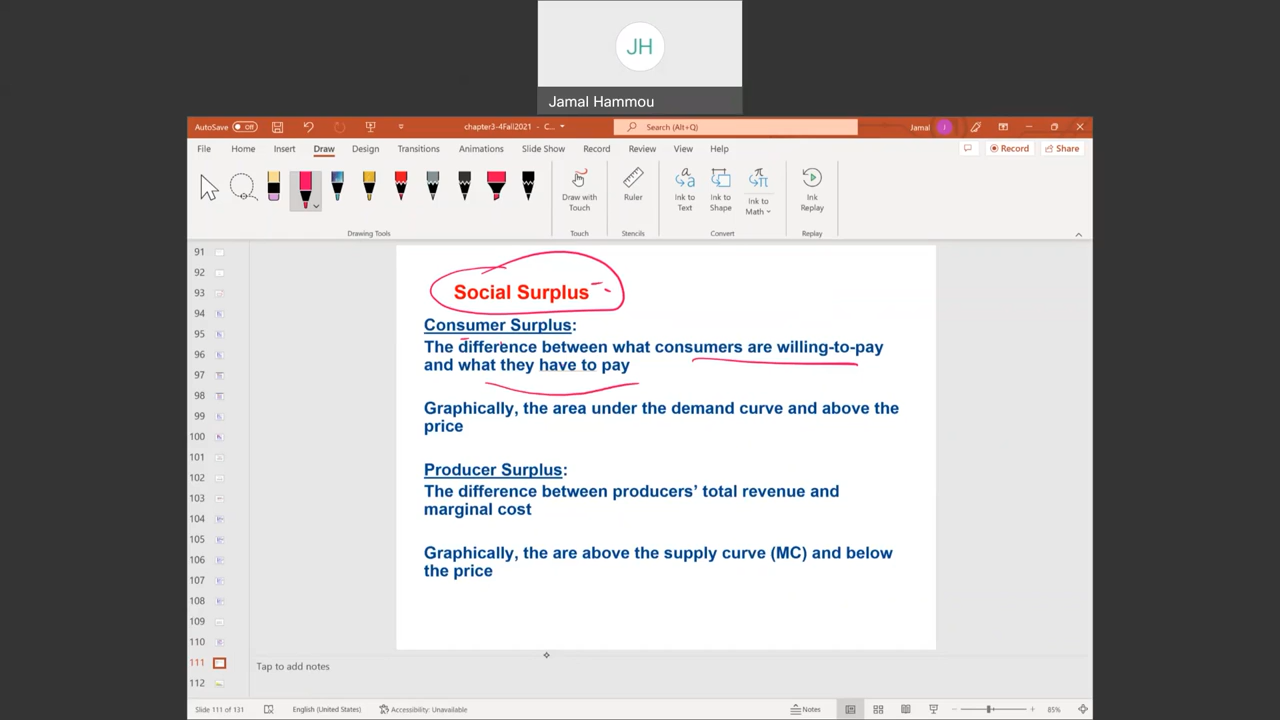 JH
Jamal Hammou
AutoSave Off chapter3-4Fall2021 - C... Search (Alt+Q) Jamal J
File Home Insert Draw Design Transitions Animations Slide Show Record Review View Help Record Share
Draw with Touch Ruler Ink to Text Ink to Shape Ink to Math Ink Replay
Drawing Tools Touch Stencils Convert Replay
91
92
93
94
95
96
97
98
99
100
101
102
103
104
105
106
107
108
109
110
111
112
Social Surplus
Consumer Surplus:
The difference between what consumers are willing-to-pay
and what they have to pay
Graphically, the area under the demand curve and above the
price
Producer Surplus:
The difference between producers’ total revenue and
marginal cost
Graphically, the are above the supply curve (MC) and below
the price
Tap to add notes
Slide 111 of 131 English (United States) Accessibility: Unavailable Notes 85%